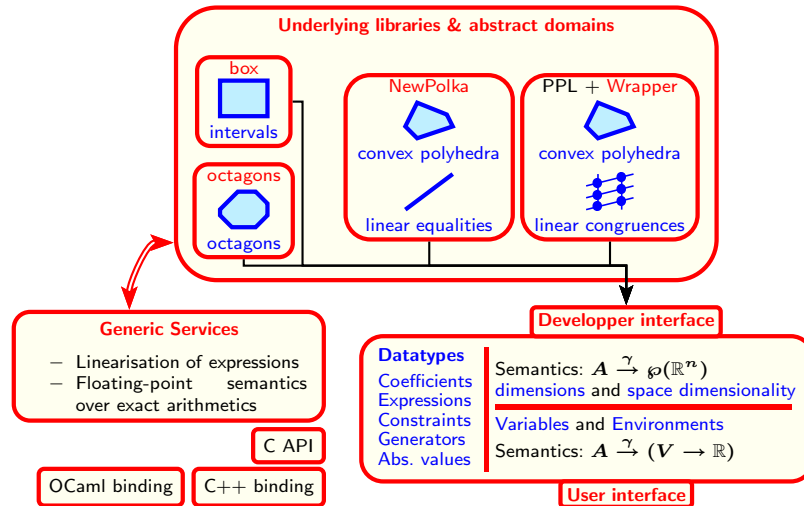 Underlying libraries & abstract domains
box
intervals
octagons
octagons
NewPolka
convex polyhedra
linear equalities
PPL + Wrapper
convex polyhedra
linear congruences
Generic Services
− Linearisation of expressions
− Floating-point semantics
over exact arithmetics
C API
OCaml binding
C++ binding
Developper interface
Datatypes
Coefficients
Expressions
Constraints
Generators
Abs. values
Semantics: A →γ ℘(ℝⁿ)
dimensions and space dimensionality
Variables and Environments
Semantics: A →γ (V → ℝ)
User interface